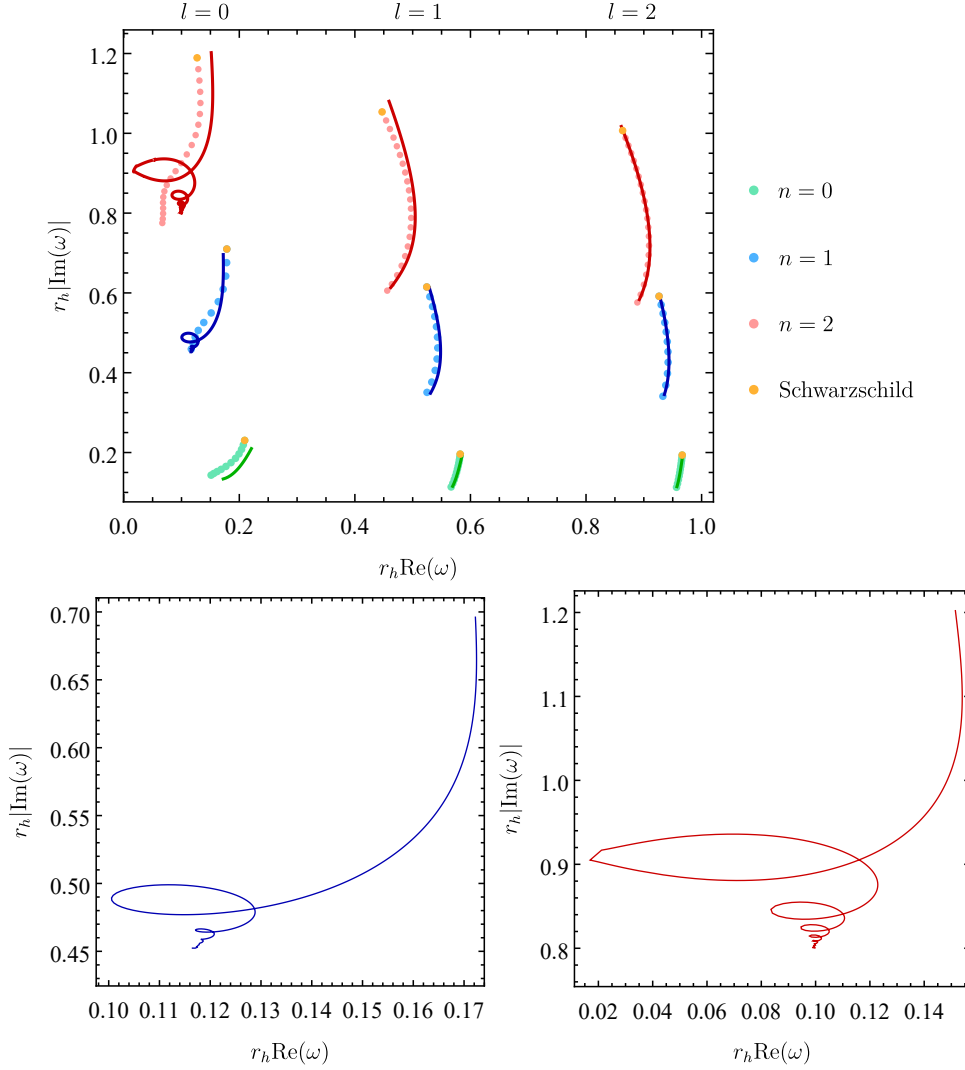 l = 0 l = 1 l = 2
1.2
1.0
0.8
0.6
0.4
0.2
r_h|Im(ω)|
0.0 0.2 0.4 0.6 0.8 1.0
r_hRe(ω)
n = 0
n = 1
n = 2
Schwarzschild
0.70
0.65
0.60
0.55
0.50
0.45
r_h|Im(ω)|
0.10 0.11 0.12 0.13 0.14 0.15 0.16 0.17
r_hRe(ω)
1.2
1.1
1.0
0.9
0.8
r_h|Im(ω)|
0.02 0.04 0.06 0.08 0.10 0.12 0.14
r_hRe(ω)